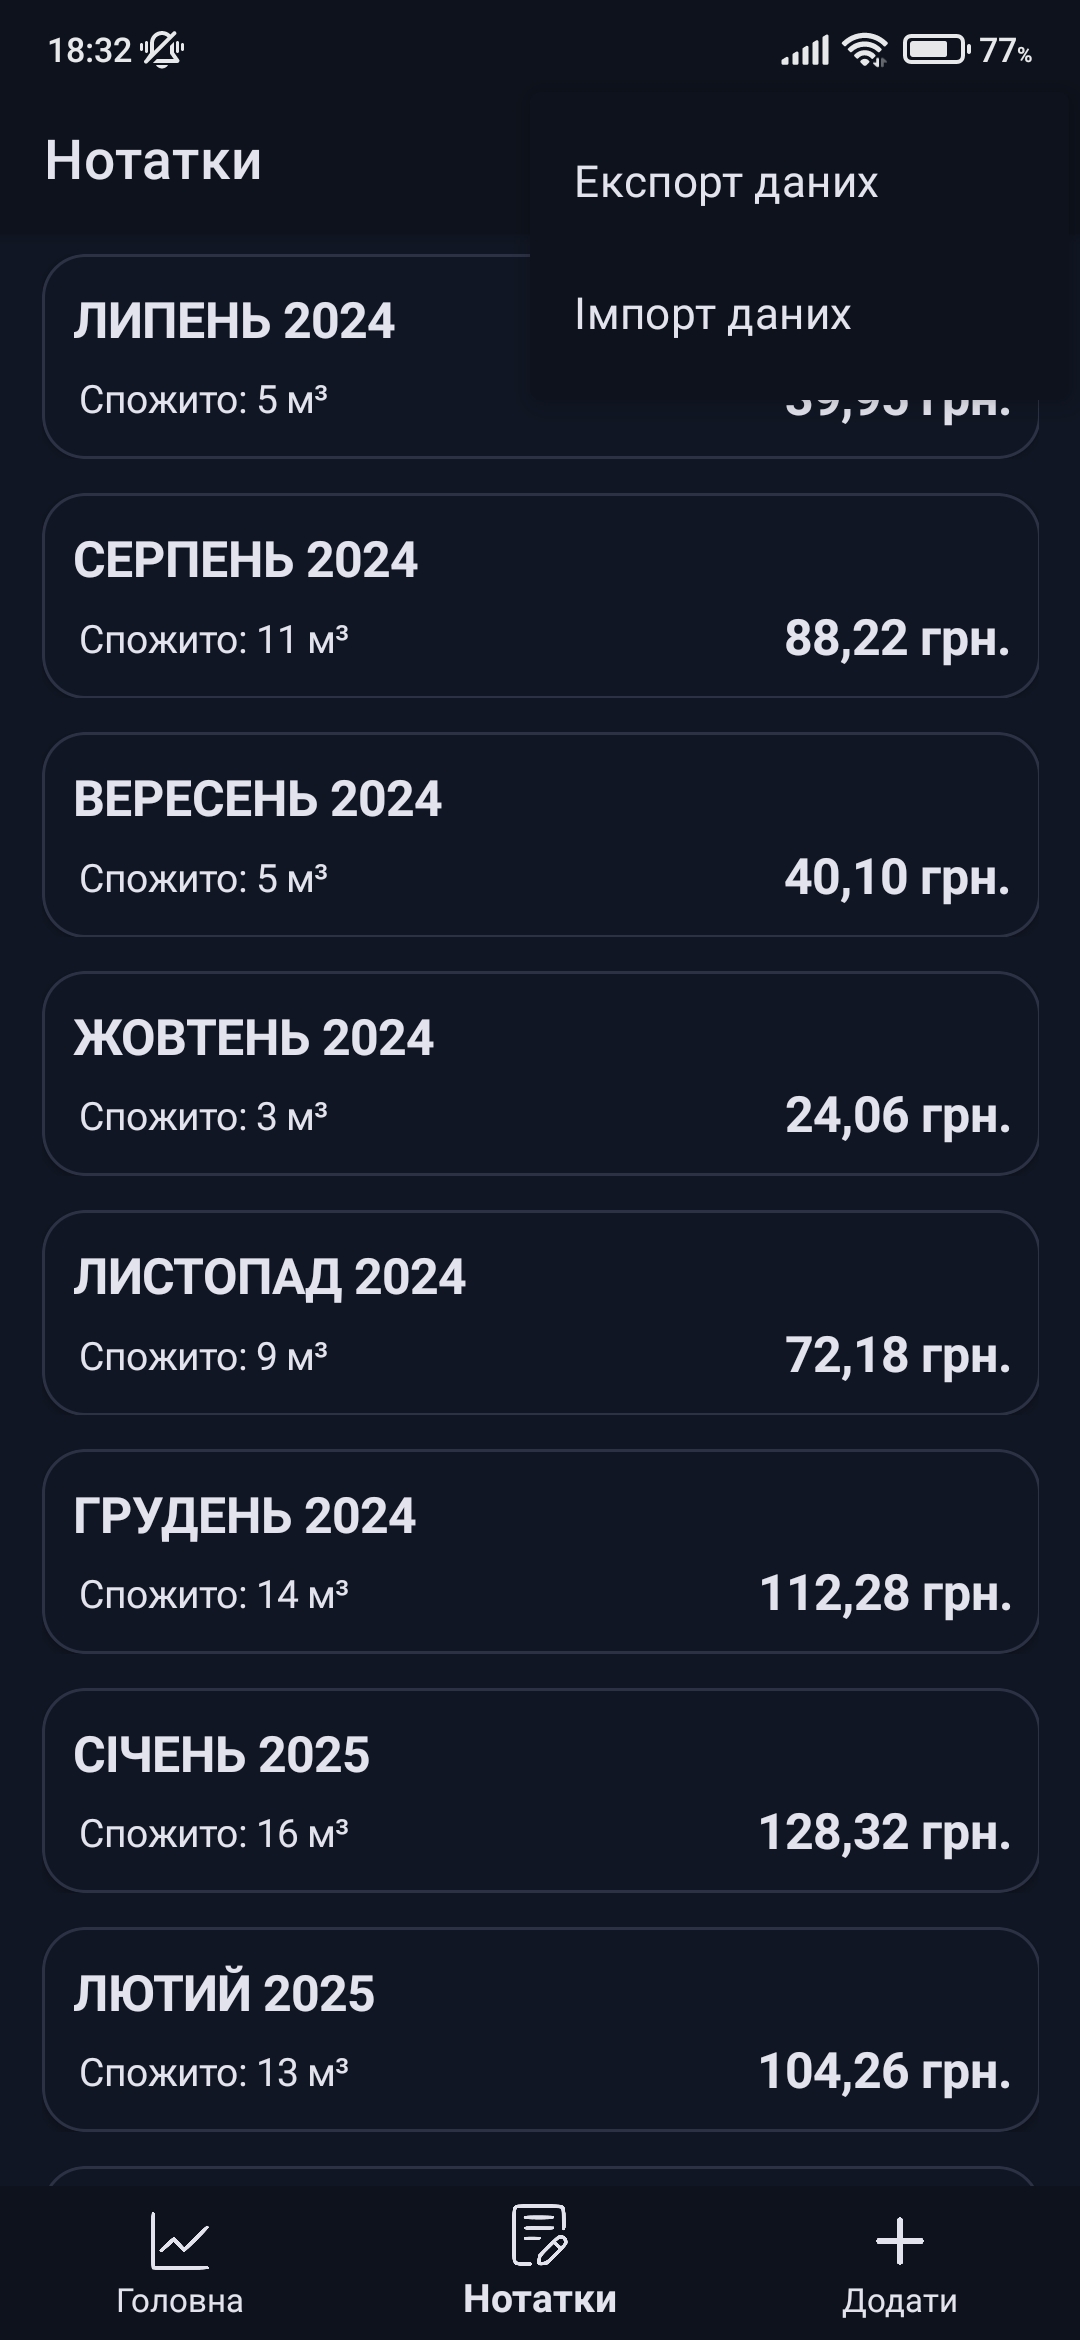 18:32
77%
Нотатки
Експорт даних
Імпорт даних
ЛИПЕНЬ 2024
Спожито: 5 м³
грн.
СЕРПЕНЬ 2024
Спожито: 11 м³
88,22 грн.
ВЕРЕСЕНЬ 2024
Спожито: 5 м³
40,10 грн.
ЖОВТЕНЬ 2024
Спожито: 3 м³
24,06 грн.
ЛИСТОПАД 2024
Спожито: 9 м³
72,18 грн.
ГРУДЕНЬ 2024
Спожито: 14 м³
112,28 грн.
СІЧЕНЬ 2025
Спожито: 16 м³
128,32 грн.
ЛЮТИЙ 2025
Спожито: 13 м³
104,26 грн.
Головна
Нотатки
Додати